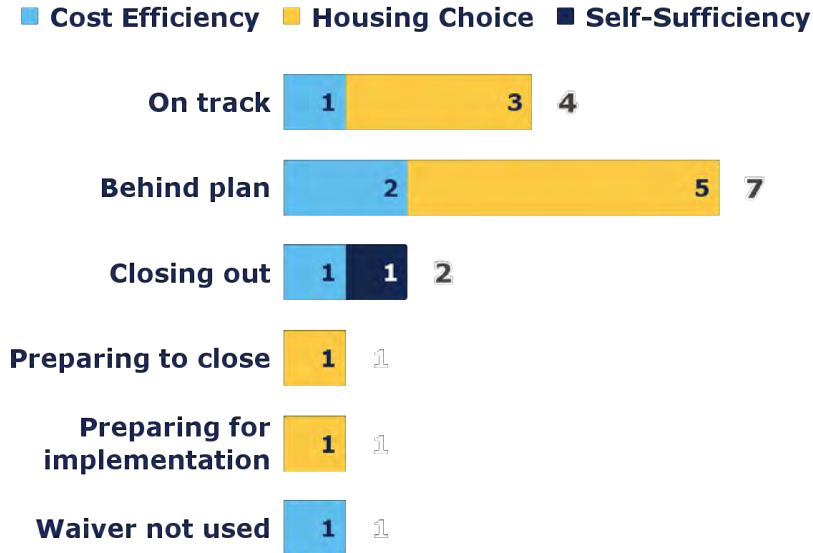 Cost Efficiency Housing Choice Self-Sufficiency
On track 1 3 4
Behind plan 2 5 7
Closing out 1 1 2
Preparing to close 1 1
Preparing for
implementation 1 1
Waiver not used 1 1